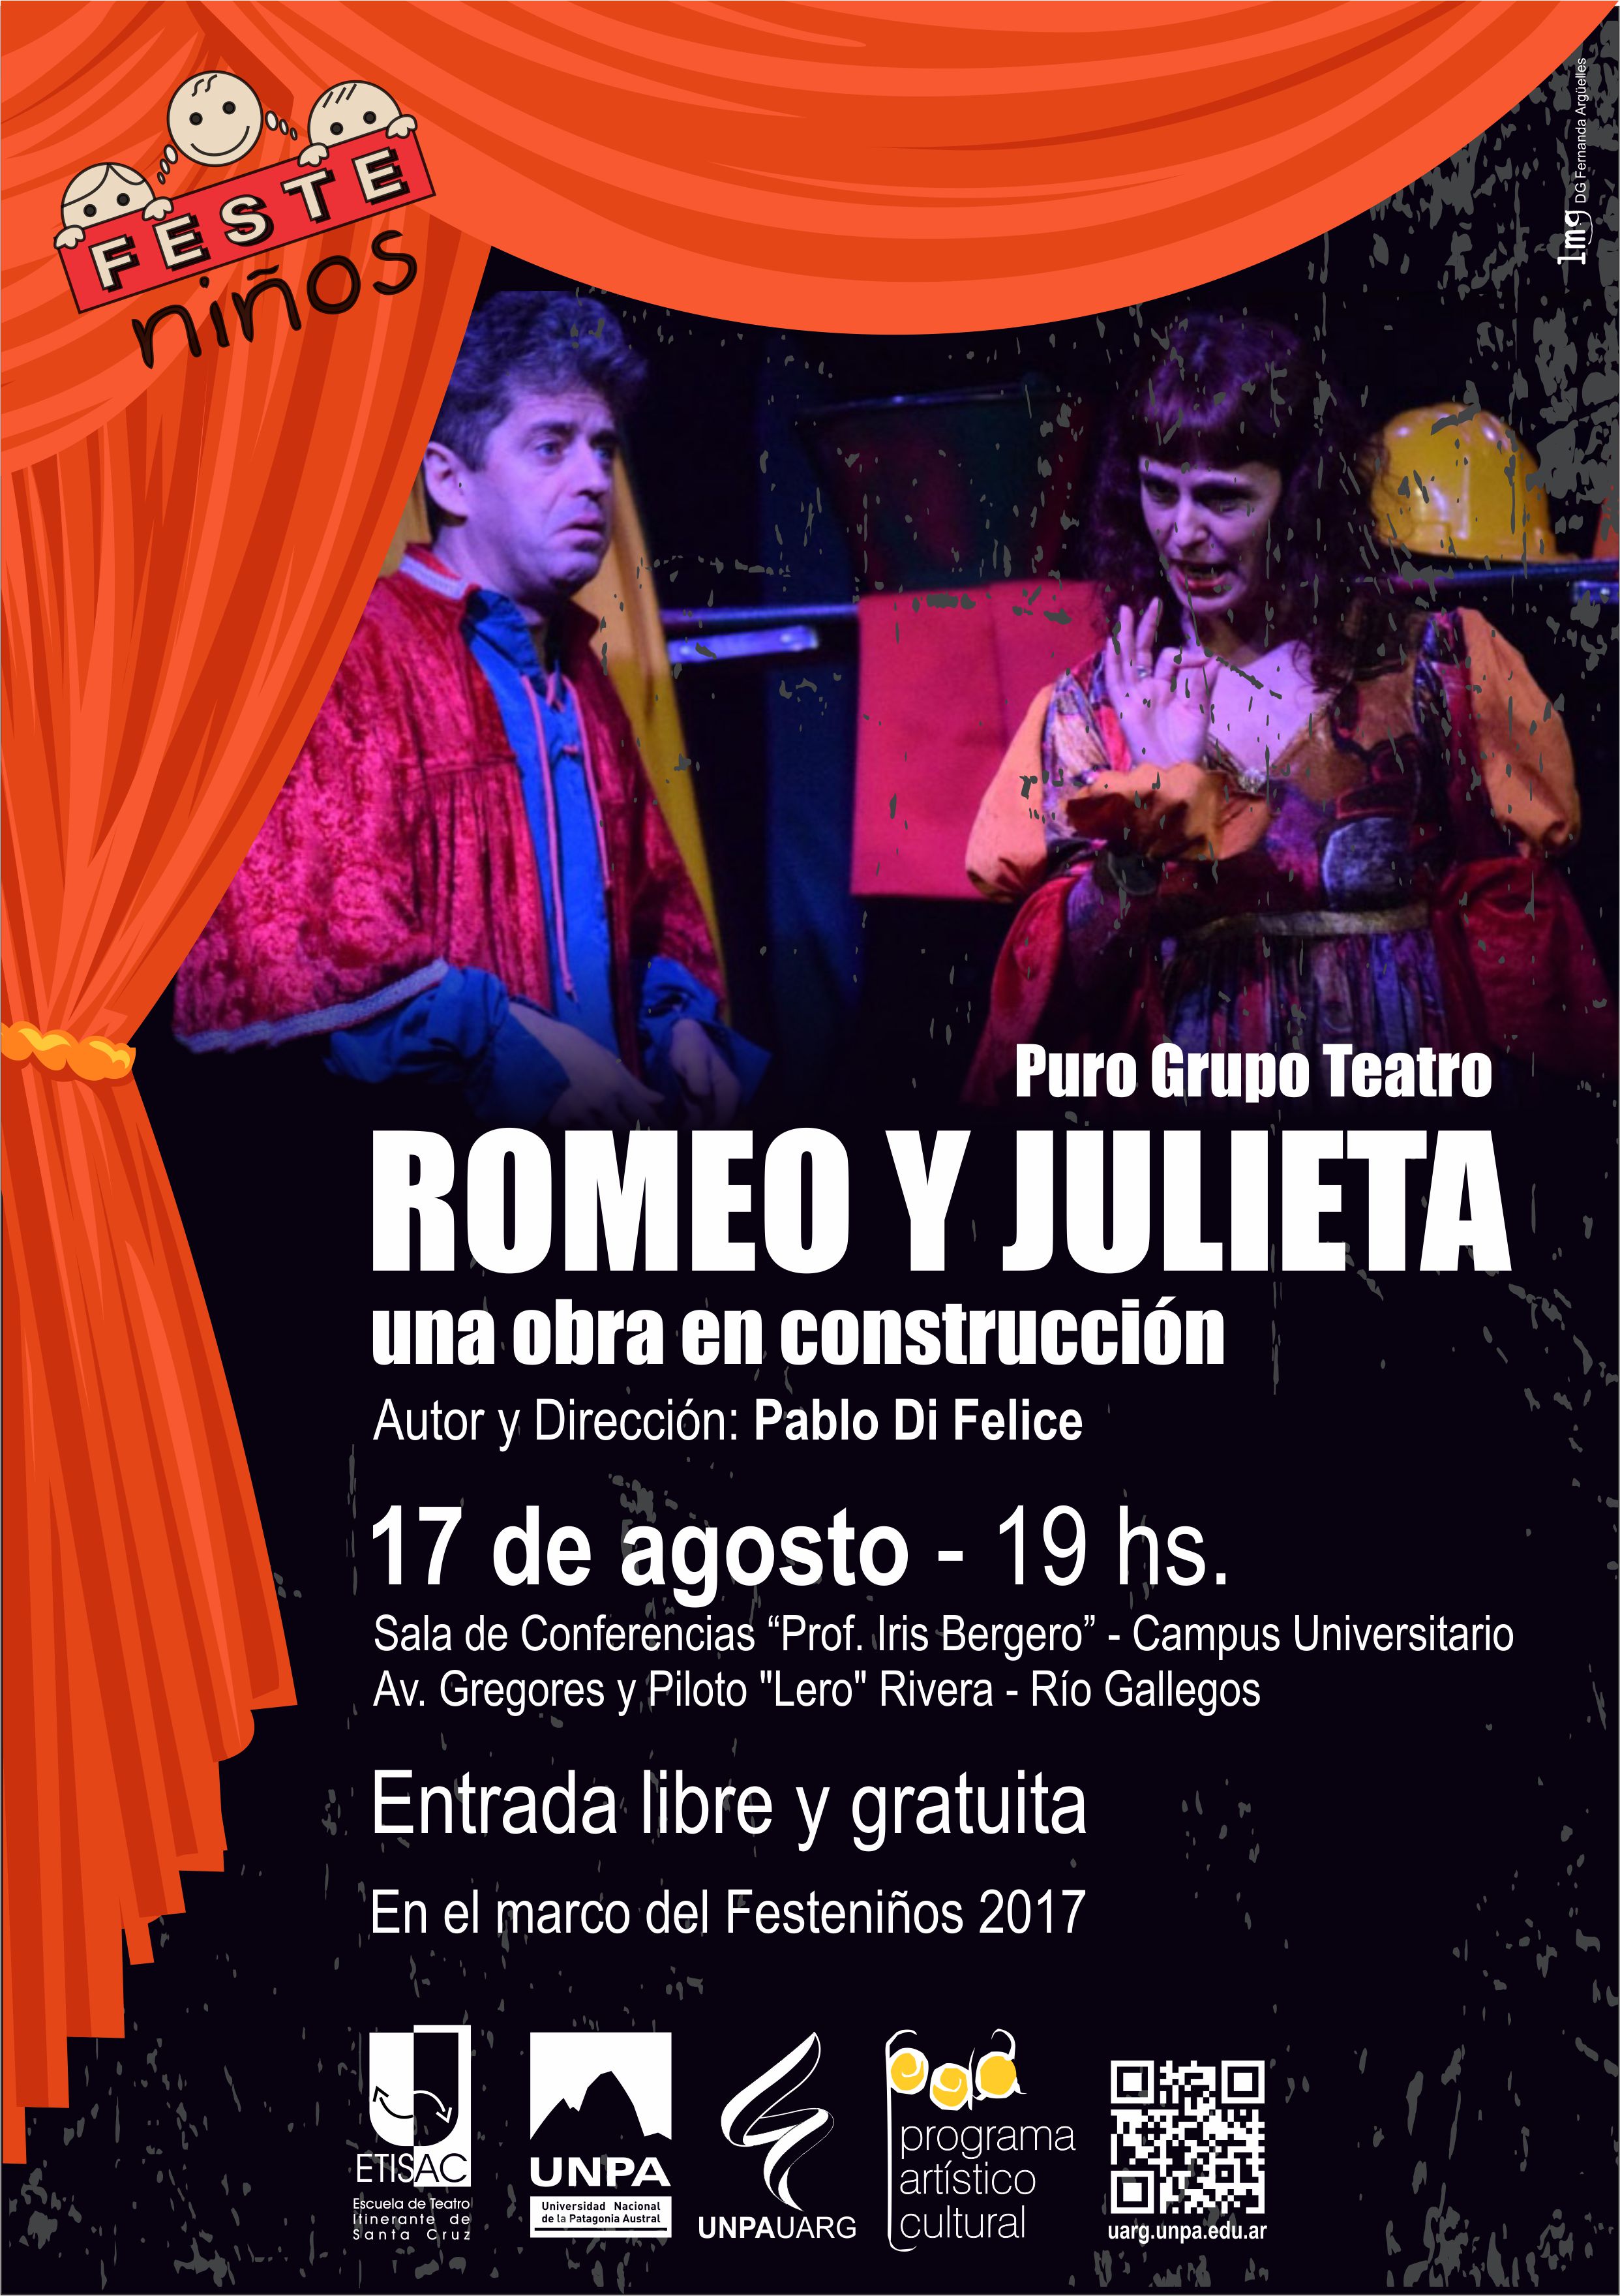 FESTE
niños
lmg DG Fernanda Argüelles
Puro Grupo Teatro
ROMEO Y JULIETA
una obra en construcción
Autor y Dirección: Pablo Di Felice
17 de agosto - 19 hs.
Sala de Conferencias “Prof. Iris Bergero” - Campus Universitario
Av. Gregores y Piloto "Lero" Rivera - Río Gallegos
Entrada libre y gratuita
En el marco del Festeniños 2017
ETISAC
Escuela de Teatro
Itinerante de
Santa Cruz
UNPA
Universidad Nacional
de la Patagonia Austral
UNPAUARG
pac
programa
artístico
cultural
uarg.unpa.edu.ar